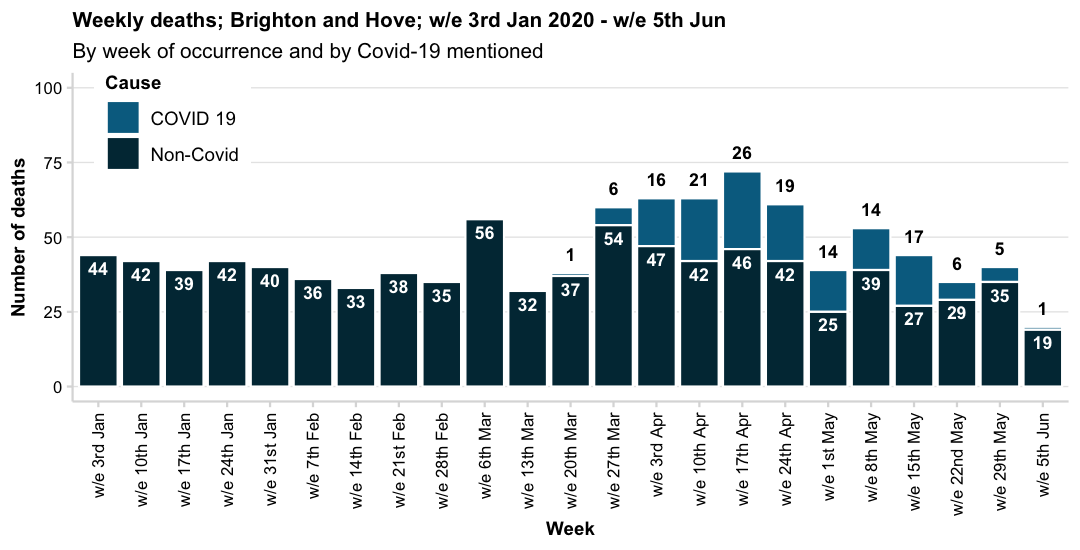 Weekly deaths; Brighton and Hove; w/e 3rd Jan 2020 - w/e 5th Jun
By week of occurrence and by Covid-19 mentioned
Cause
COVID 19
Non-Covid
Number of deaths
100
75
50
25
0
26
16 21 19
6
14 17
1 14 6 5
1
44 42 39 42 40 36 33 38 35 56 32 37 54 47 42 46 42 25 39 27 29 35 19
w/e 3rd Jan
w/e 10th Jan
w/e 17th Jan
w/e 24th Jan
w/e 31st Jan
w/e 7th Feb
w/e 14th Feb
w/e 21st Feb
w/e 28th Feb
w/e 6th Mar
w/e 13th Mar
w/e 20th Mar
w/e 27th Mar
w/e 3rd Apr
w/e 10th Apr
w/e 17th Apr
w/e 24th Apr
w/e 1st May
w/e 8th May
w/e 15th May
w/e 22nd May
w/e 29th May
w/e 5th Jun
Week